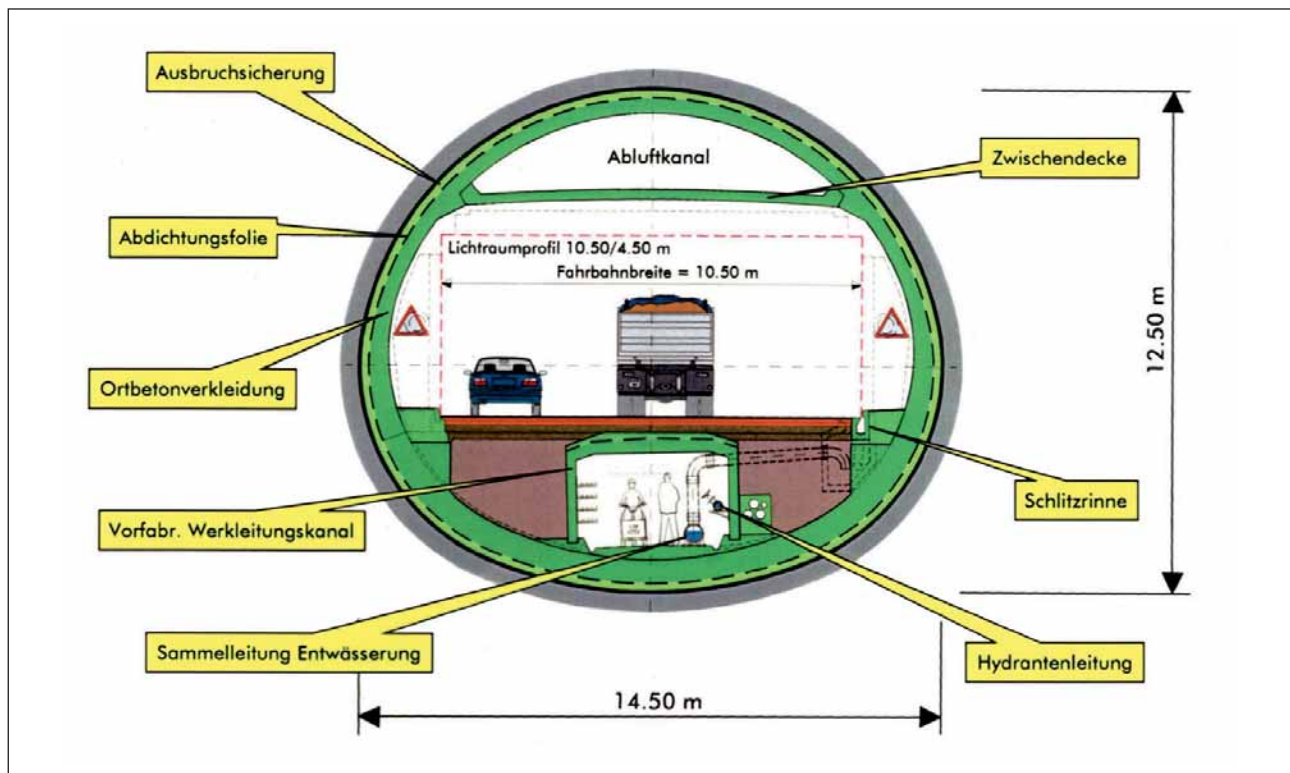 Ausbruchsicherung
Abluftkanal
Zwischendecke
Abdichtungsfolie
Lichtraumprofil 10.50/4.50 m
Fahrbahnbreite = 10.50 m
12.50 m
Ortbetonverkleidung
Schlitzrinne
Vorfabr. Werkleitungskanal
Sammelleitung Entwässerung
Hydrantenleitung
14.50 m